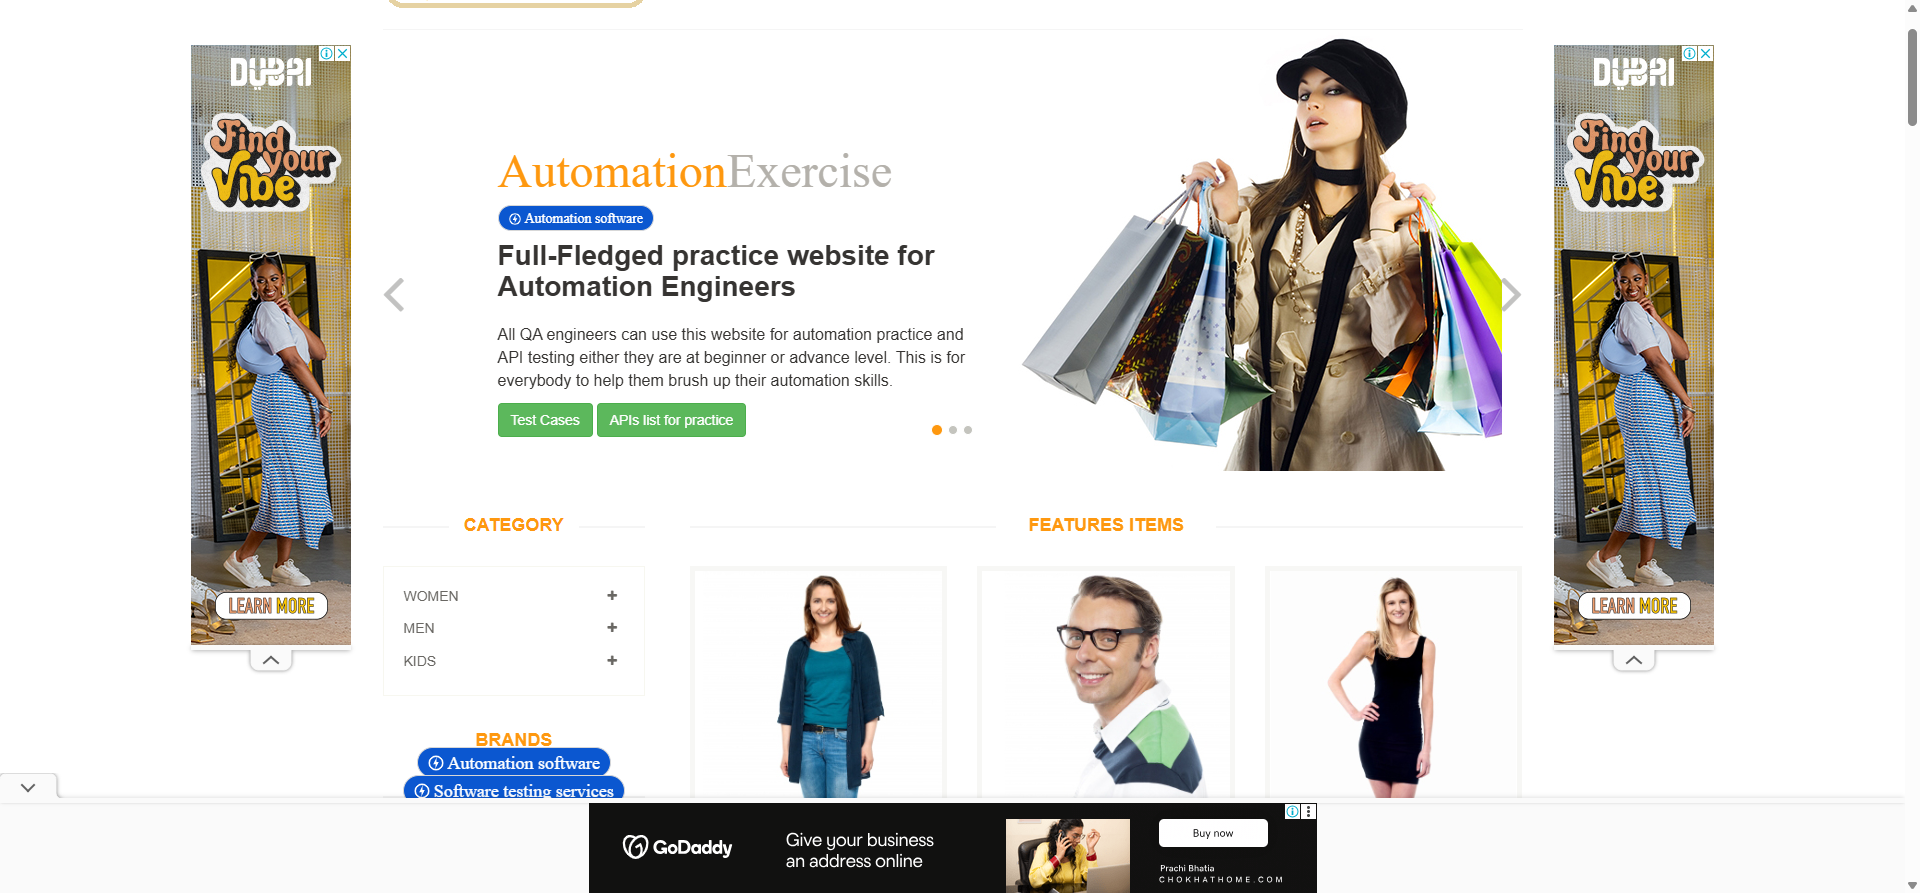 DUBAI
Find
your
Vibe
LEARN MORE
AutomationExercise
Automation software
Full-Fledged practice website for
Automation Engineers
All QA engineers can use this website for automation practice and
API testing either they are at beginner or advance level. This is for
everybody to help them brush up their automation skills.
Test Cases
APIs list for practice
DUBAI
Find
your
Vibe
LEARN MORE
CATEGORY
WOMEN
MEN
KIDS
BRANDS
Automation software
Software testing services
FEATURES ITEMS
GoDaddy
Give your business
an address online
Buy now
Prachi Bhatia
CHOKHATHOME.COM